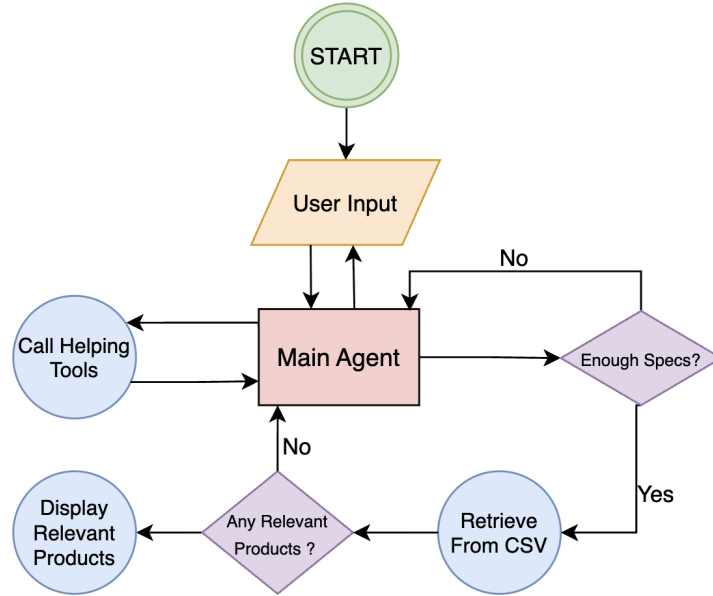 START
User Input
No
Call Helping
Tools
Main Agent
Enough Specs?
No
Yes
Display
Relevant
Products
Any Relevant
Products ?
Retrieve
From CSV